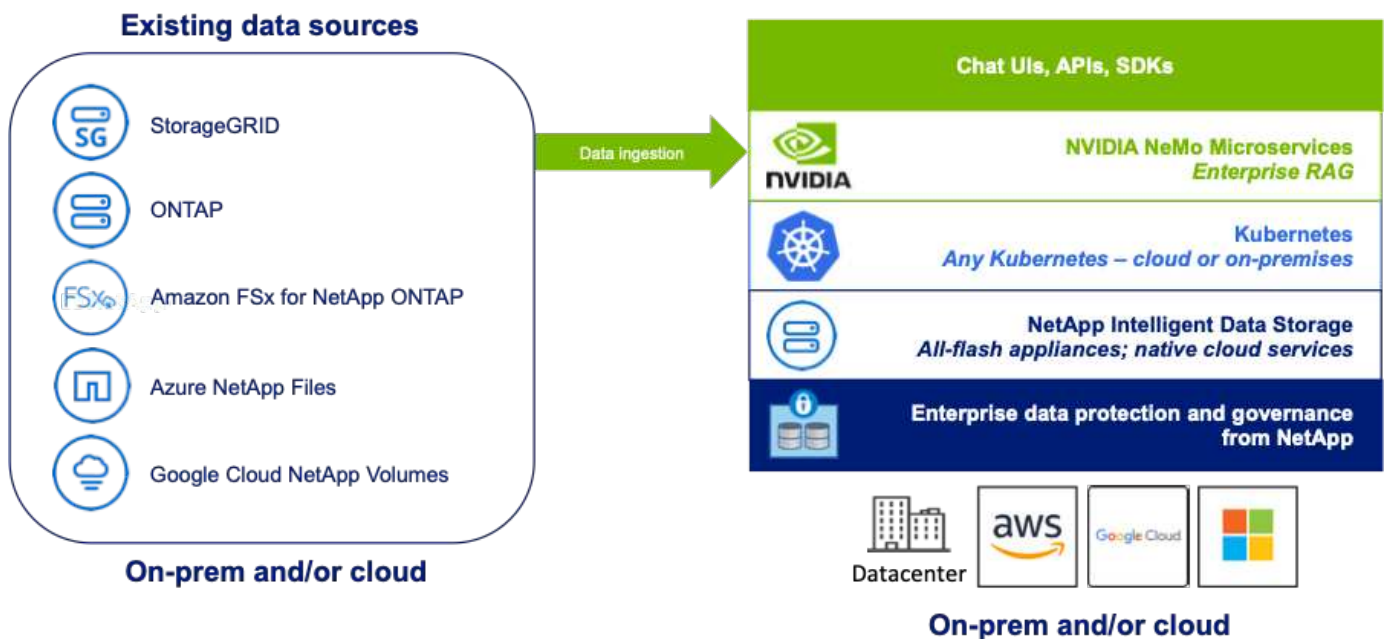 Existing data sources
SG
StorageGRID
ONTAP
FSx
Amazon FSx for NetApp ONTAP
Azure NetApp Files
Google Cloud NetApp Volumes
On-prem and/or cloud
Data ingestion
Chat UIs, APIs, SDKs
NVIDIA
NVIDIA NeMo Microservices
Enterprise RAG
Kubernetes
Any Kubernetes – cloud or on-premises
NetApp Intelligent Data Storage
All-flash appliances; native cloud services
Enterprise data protection and governance
from NetApp
Datacenter
aws
Google Cloud
On-prem and/or cloud